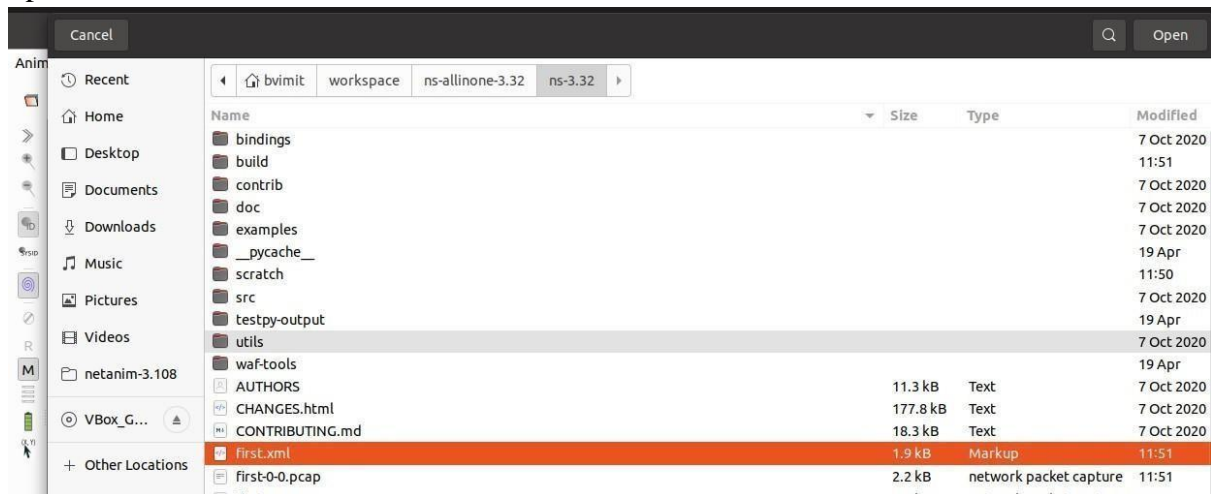 Cancel
Open
Anim
Recent
bvimit workspace ns-allinone-3.32 ns-3.32
Home
Name Size Type Modified
bindings 7 Oct 2020
Desktop
build 11:51
contrib 7 Oct 2020
Documents
doc 7 Oct 2020
Downloads
examples 7 Oct 2020
__pycache__ 19 Apr
Music
scratch 11:50
Pictures
src 7 Oct 2020
testpy-output 19 Apr
Videos
utils 7 Oct 2020
R
waf-tools 19 Apr
M
netanim-3.108
AUTHORS 11.3 kB Text 7 Oct 2020
CHANGES.html 177.8 kB Text 7 Oct 2020
VBox_G...
CONTRIBUTING.md 18.3 kB Text 7 Oct 2020
first.xml 1.9 kB Markup 11:51
Other Locations
first-0-0.pcap 2.2 kB network packet capture 11:51